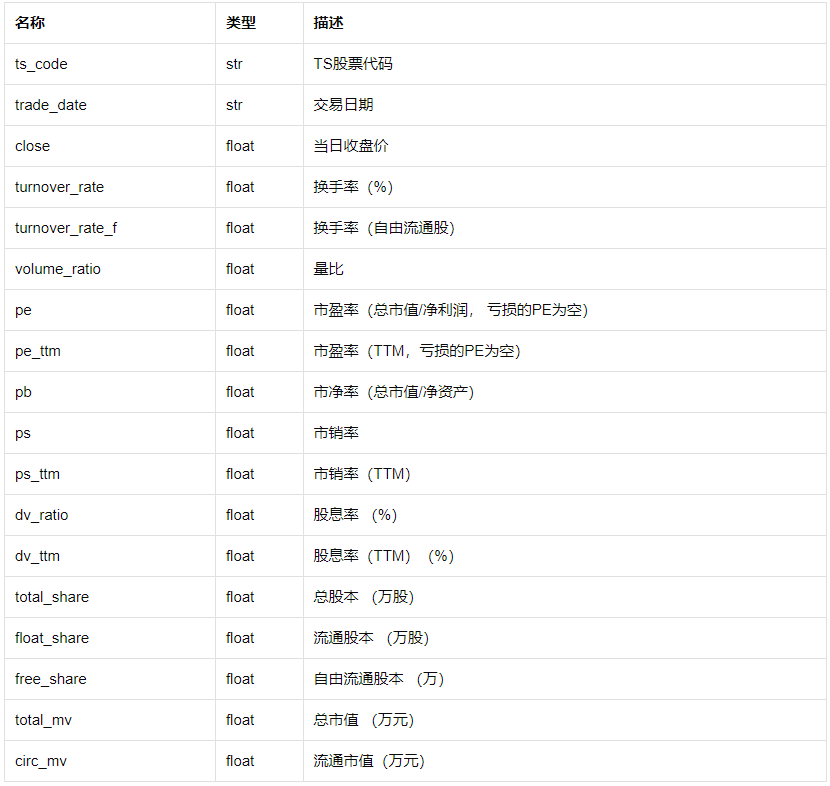 名称 类型 描述
ts_code str TS股票代码
trade_date str 交易日期
close float 当日收盘价
turnover_rate float 换手率（%）
turnover_rate_f float 换手率（自由流通股）
volume_ratio float 量比
pe float 市盈率（总市值/净利润， 亏损的PE为空）
pe_ttm float 市盈率（TTM，亏损的PE为空）
pb float 市净率（总市值/净资产）
ps float 市销率
ps_ttm float 市销率（TTM）
dv_ratio float 股息率 （%）
dv_ttm float 股息率（TTM）（%）
total_share float 总股本 （万股）
float_share float 流通股本 （万股）
free_share float 自由流通股本 （万）
total_mv float 总市值 （万元）
circ_mv float 流通市值（万元）